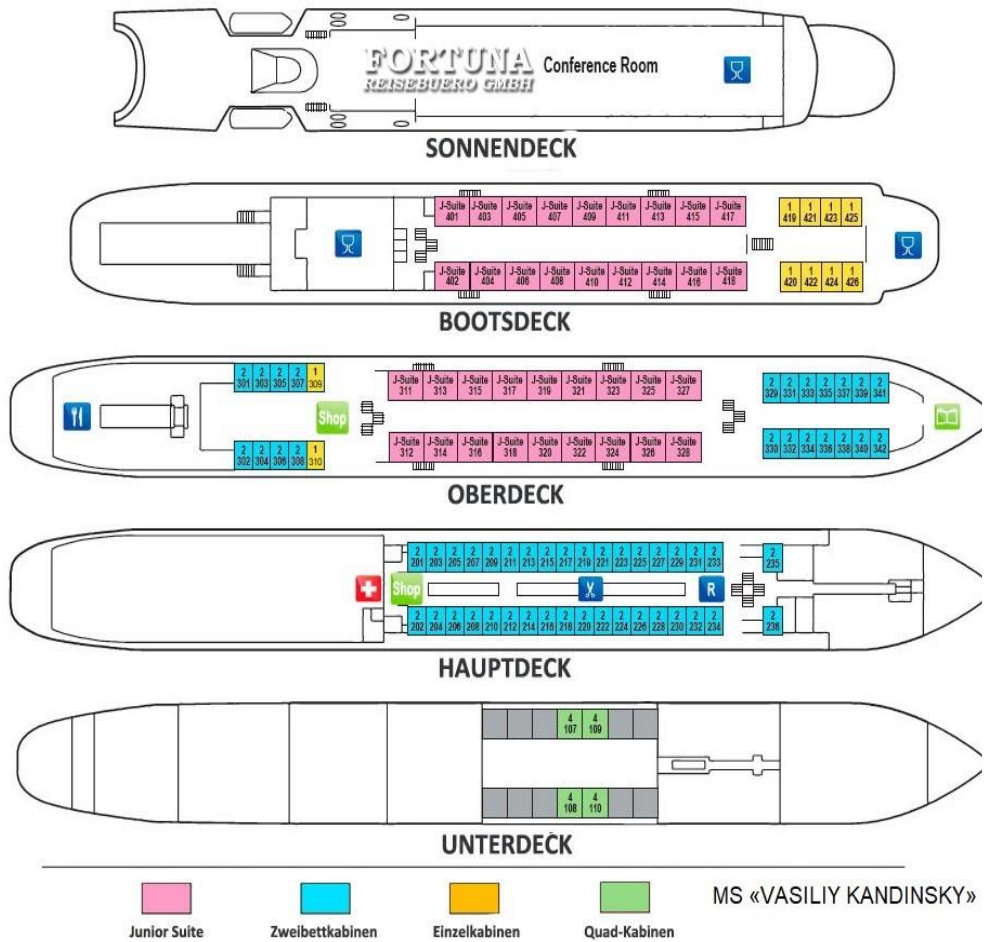 FORTUNA
REISEBUERO GMBH
Conference Room
SONNENDECK
J-Suite J-Suite J-Suite J-Suite J-Suite J-Suite J-Suite J-Suite J-Suite 1 1 1 1
401 403 405 407 409 411 413 415 417 419 421 423 425
J-Suite J-Suite J-Suite J-Suite J-Suite J-Suite J-Suite J-Suite J-Suite 1 1 1 1
402 404 406 408 410 412 414 416 418 420 422 424 426
BOOTSDECK
2 2 2 2 1 J-Suite J-Suite J-Suite J-Suite J-Suite J-Suite J-Suite J-Suite J-Suite 2 2 2 2 2 2 2
301 303 305 307 309 311 313 315 317 319 321 323 325 327 329 331 333 335 337 339 341
Shop
2 2 2 2 1 J-Suite J-Suite J-Suite J-Suite J-Suite J-Suite J-Suite J-Suite J-Suite 2 2 2 2 2 2 2
302 304 306 308 310 312 314 316 318 320 322 324 326 328 330 332 334 336 338 340 342
OBERDECK
2 2 2 2 2 2 2 2 2 2 2 2 2 2 2 2 2 2
201 203 205 207 209 211 213 215 217 219 221 223 225 227 229 231 233 235
Shop R
2 2 2 2 2 2 2 2 2 2 2 2 2 2 2 2 2 2
202 204 206 208 210 212 214 216 218 220 222 224 226 228 230 232 234 236
HAUPTDECK
4 4
107 109
4 4
108 110
UNTERDECK
MS «VASILIY KANDINSKY»
Junior Suite Zweibettkabinen Einzelkabinen Quad-Kabinen